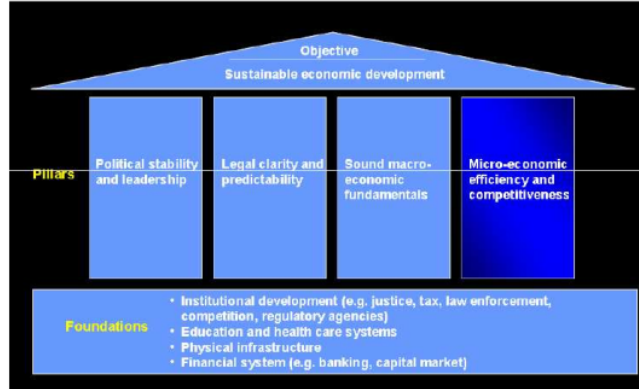 Objective
Sustainable economic development
Pillars
Political stability
and leadership
Legal clarity and
predictability
Sound macro-
economic
fundamentals
Micro-economic
efficiency and
competitiveness
Foundations
• Institutional development (e.g. justice, tax, law enforcement,
competition, regulatory agencies)
• Education and health care systems
• Physical infrastructure
• Financial system (e.g. banking, capital market)